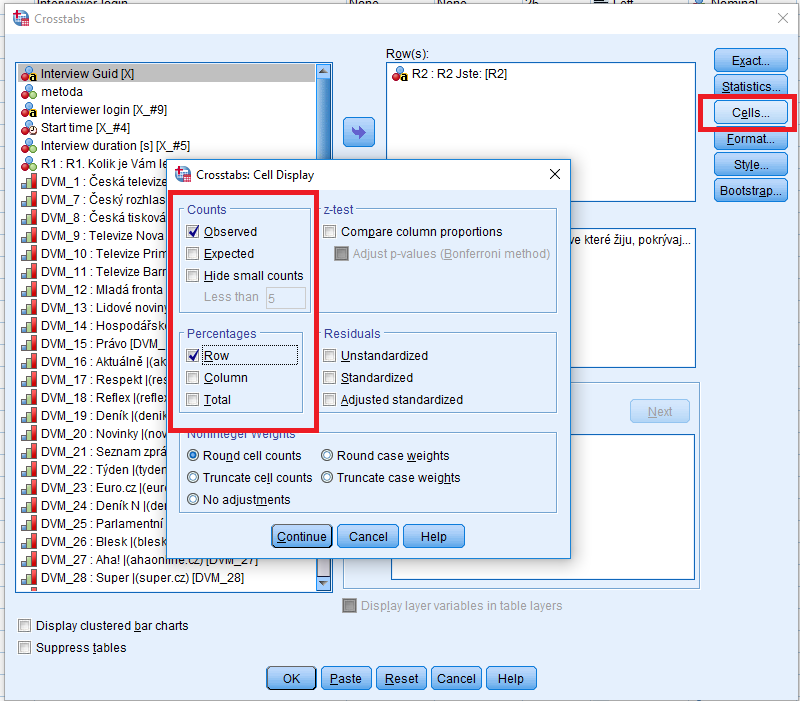 Crosstabs
Row(s):
Interview Guid [X]
metoda
Interviewer login [X_#9]
Start time [X_#4]
Interview duration [s] [X_#5]
R1 : R1. Kolik je Vám le
DVM_1 : Česká televize
DVM_7 : Český rozhlas
DVM_8 : Česká tisková
DVM_9 : Televize Nova
DVM_10 : Televize Prim
DVM_11 : Televize Barr
DVM_12 : Mladá fronta
DVM_13 : Lidové noviny
DVM_14 : Hospodářsk
DVM_15 : Právo [DVM_
DVM_16 : Aktuálně |(ak
DVM_17 : Respekt |(res
DVM_18 : Reflex |(reflex
DVM_19 : Deník |(denik
DVM_20 : Novinky |(nov
DVM_21 : Seznam zprá
DVM_22 : Týden |(tyden
DVM_23 : Euro.cz |(eur
DVM_24 : Deník N |(de
DVM_25 : Parlamentní
DVM_26 : Blesk |(blesk
DVM_27 : Aha! |(ahaonline.cz) [DVM_27]
DVM_28 : Super |(super.cz) [DVM_28]
R2 : R2 Jste: [R2]
ve které žiju, pokrývaj...
Exact...
Statistics...
Cells...
Format...
Style...
Bootstrap...
Crosstabs: Cell Display
Counts
Observed
Expected
Hide small counts
Less than 5
z-test
Compare column proportions
Adjust p-values (Bonferroni method)
Percentages
Row
Column
Total
Residuals
Unstandardized
Standardized
Adjusted standardized
Noninteger Weights
Round cell counts
Round case weights
Truncate cell counts
Truncate case weights
No adjustments
Continue
Cancel
Help
Next
Display layer variables in table layers
Display clustered bar charts
Suppress tables
OK
Paste
Reset
Cancel
Help